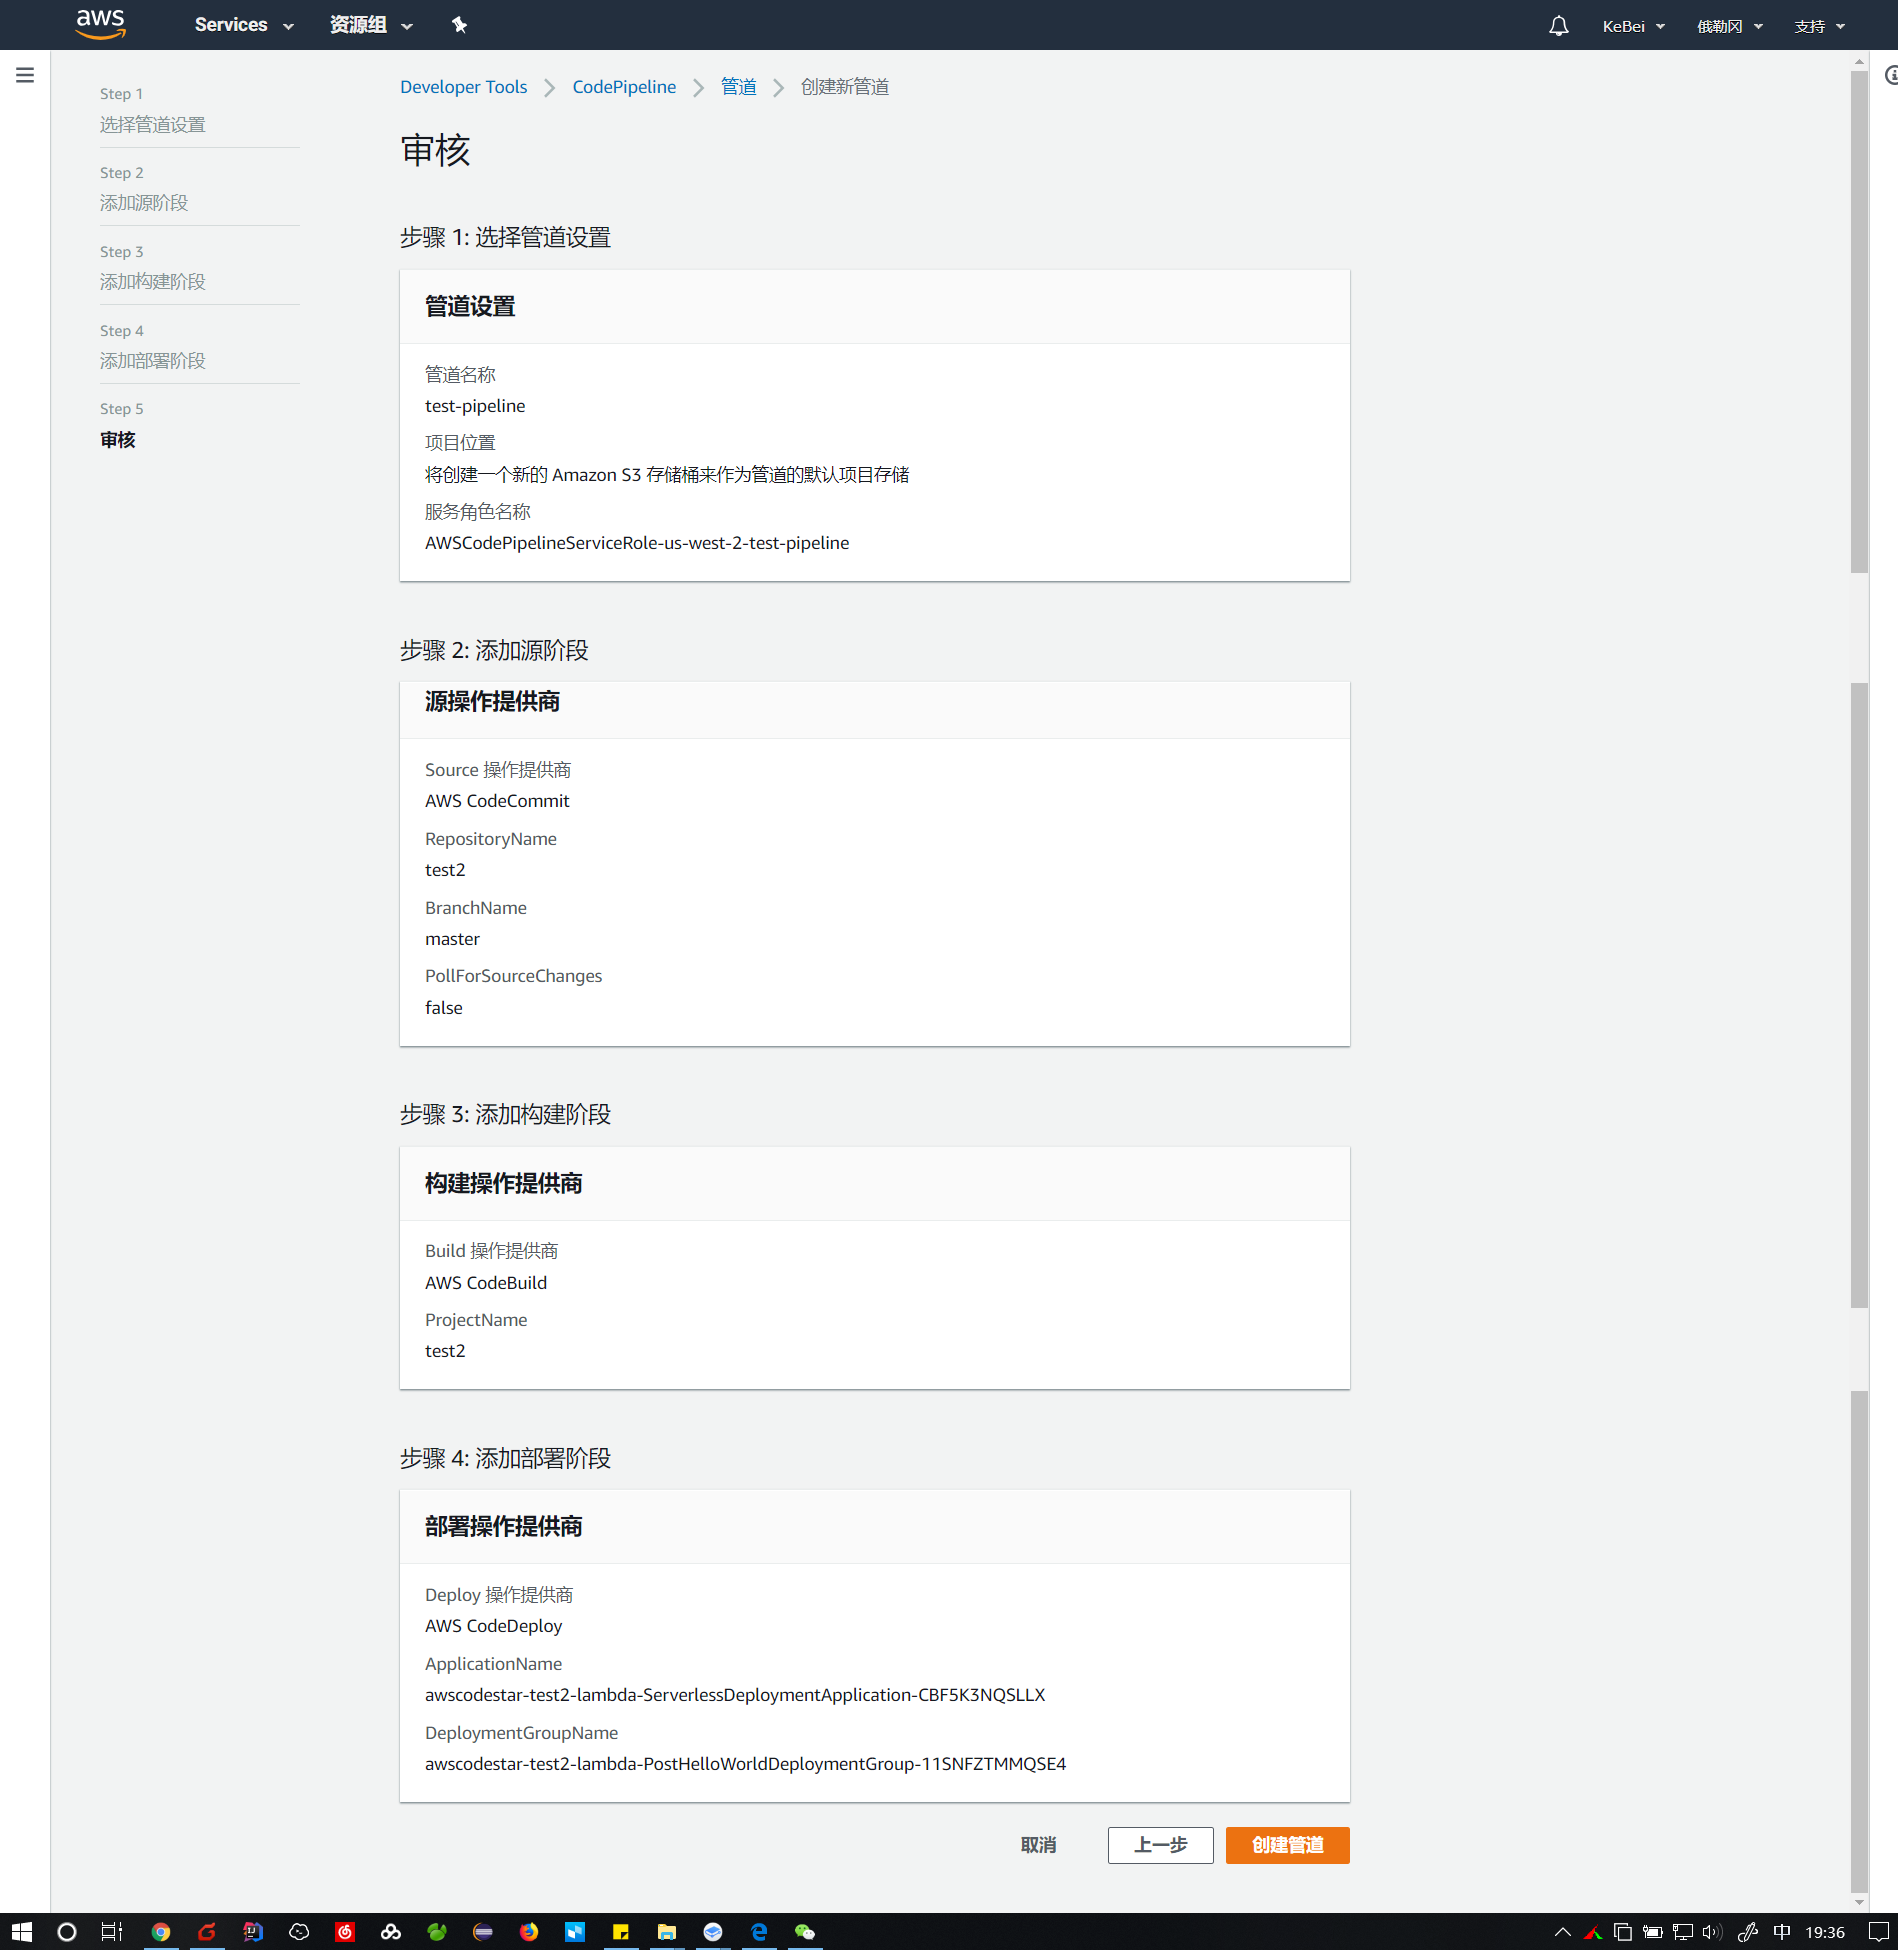 aws
Services
资源组
KeBei
俄勒冈
支持
Step 1
选择管道设置
Step 2
添加源阶段
Step 3
添加构建阶段
Step 4
添加部署阶段
Step 5
审核
Developer Tools
CodePipeline
管道
创建新管道
审核
步骤 1: 选择管道设置
管道设置
管道名称
test-pipeline
项目位置
将创建一个新的 Amazon S3 存储桶来作为管道的默认项目存储
服务角色名称
AWSCodePipelineServiceRole-us-west-2-test-pipeline
步骤 2: 添加源阶段
源操作提供商
Source 操作提供商
AWS CodeCommit
RepositoryName
test2
BranchName
master
PollForSourceChanges
false
步骤 3: 添加构建阶段
构建操作提供商
Build 操作提供商
AWS CodeBuild
ProjectName
test2
步骤 4: 添加部署阶段
部署操作提供商
Deploy 操作提供商
AWS CodeDeploy
ApplicationName
awscodestar-test2-lambda-ServerlessDeploymentApplication-CBF5K3NQSLLX
DeploymentGroupName
awscodestar-test2-lambda-PostHelloWorldDeploymentGroup-11SNFZTMMQSE4
取消
上一步
创建管道
中
19:36